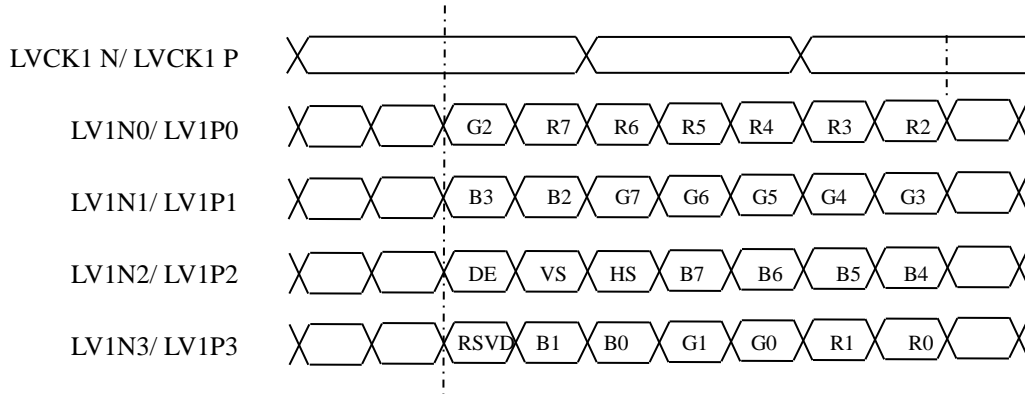 LVCK1 N/ LVCK1 P
LV1N0/ LV1P0 G2 R7 R6 R5 R4 R3 R2
LV1N1/ LV1P1 B3 B2 G7 G6 G5 G4 G3
LV1N2/ LV1P2 DE VS HS B7 B6 B5 B4
LV1N3/ LV1P3 RSVD B1 B0 G1 G0 R1 R0